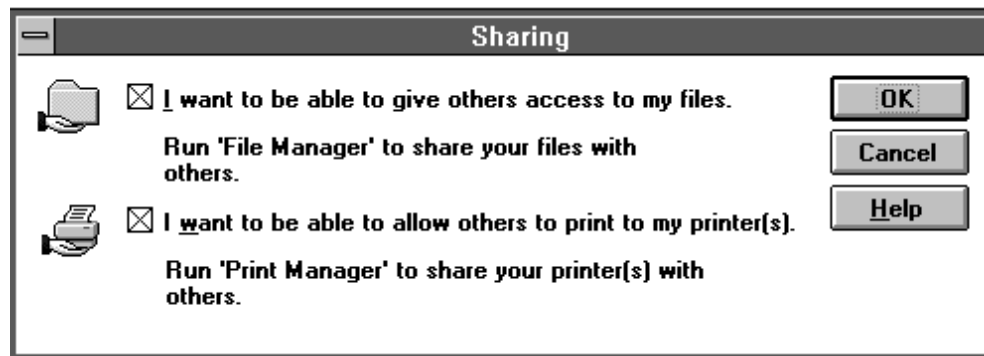 Sharing
I want to be able to give others access to my files.
Run 'File Manager' to share your files with
others.
I want to be able to allow others to print to my printer(s).
Run 'Print Manager' to share your printer(s) with
others.
OK
Cancel
Help